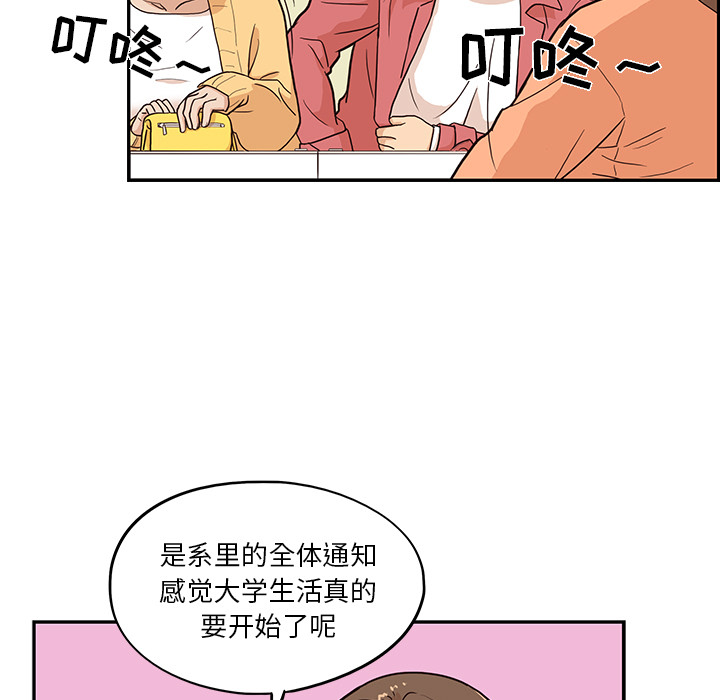 叮咚～
叮咚～
是系里的全体通知
感觉大学生活真的
要开始了呢